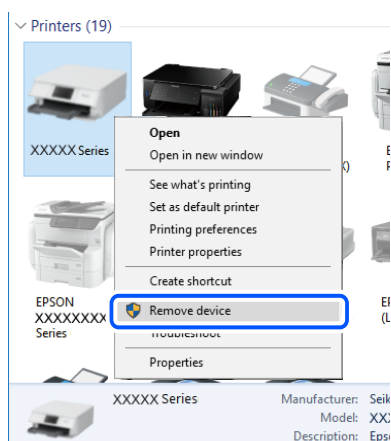 Printers (19)
XXXXX Series
Open
Open in new window
See what's printing
Set as default printer
Printing preferences
Printer properties
Create shortcut
Remove device
Troubleshoot
Properties
EPSON
XXXXXXXX
Series
XXXXX Series
Manufacturer:
Model:
Description: